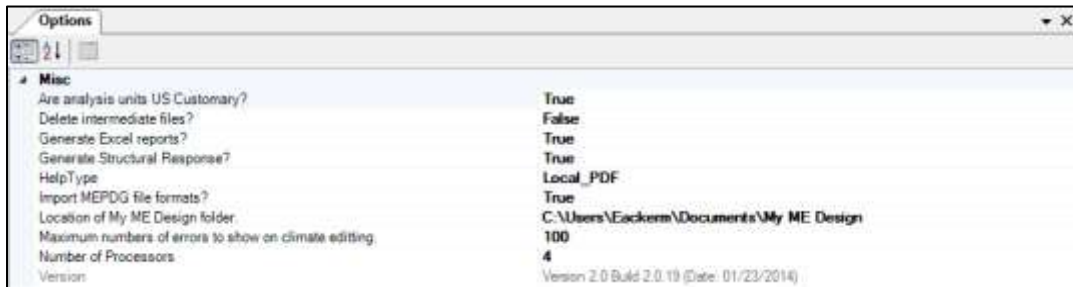 Options
Misc
Are analysis units US Customary? True
Delete intermediate files? False
Generate Excel reports? True
Generate Structural Response? True
HelpType Local_PDF
Import MEPDG file formats? True
Location of My ME Design folder C:\Users\Eackerm\Documents\My ME Design
Maximum numbers of errors to show on climate editting 100
Number of Processors 4
Version Version 2.0 Build 2.0.19 (Date: 01/23/2014)